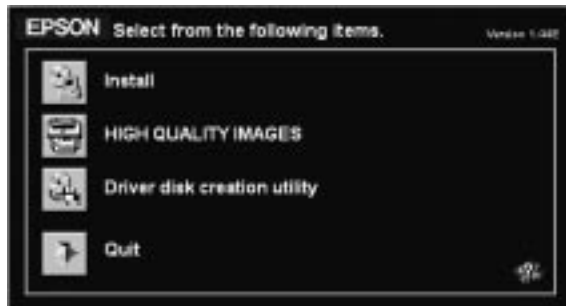 EPSON Select from the following items.
Install
HIGH QUALITY IMAGES
Driver disk creation utility
Quit